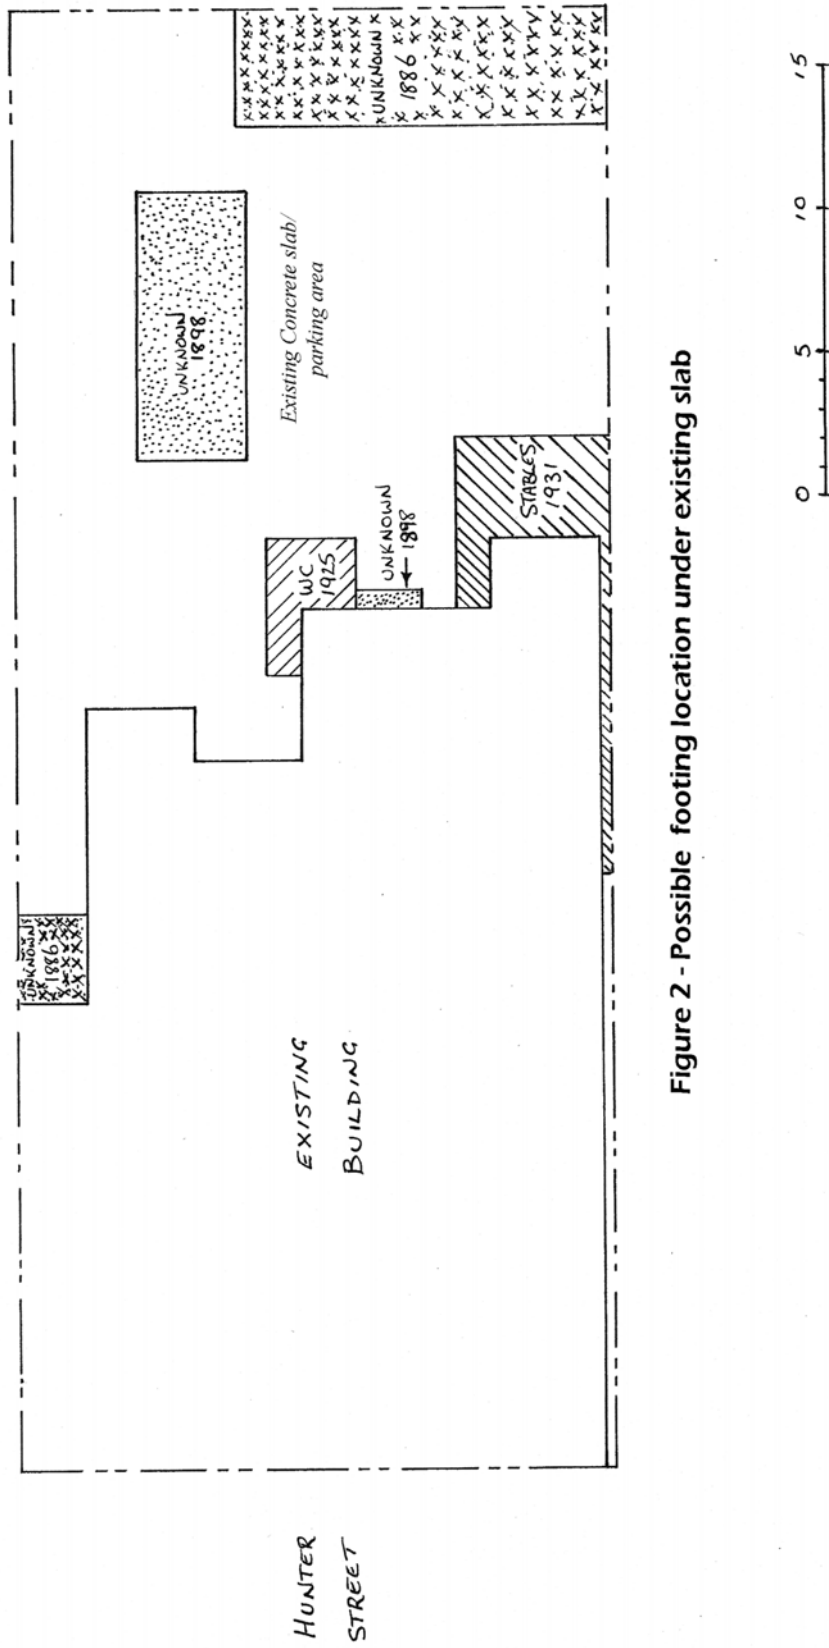 UNKNOWN
1886
UNKNOWN
1898
Existing Concrete slab/
parking area
UNKNOWN
1886
WC
1925
UNKNOWN
1898
STABLES
1931
EXISTING
BUILDING
HUNTER
STREET
Figure 2 - Possible footing location under existing slab
0 5 10 15